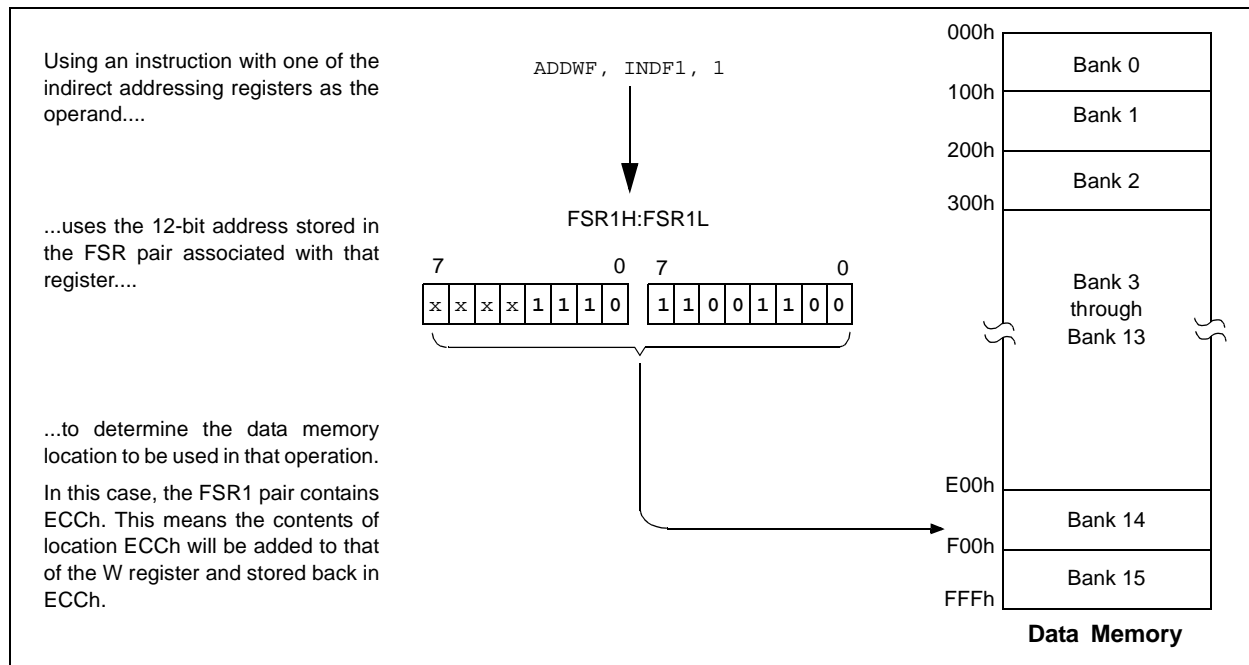 Using an instruction with one of the
indirect addressing registers as the
operand....
ADDWF, INDF1, 1
...uses the 12-bit address stored in
the FSR pair associated with that
register....
FSR1H:FSR1L
7 0 7 0
x x x x 1 1 1 0 1 1 0 0 1 1 0 0
...to determine the data memory
location to be used in that operation.
In this case, the FSR1 pair contains
ECCh. This means the contents of
location ECCh will be added to that
of the W register and stored back in
ECCh.
000h
Bank 0
100h
Bank 1
200h
Bank 2
300h
Bank 3
through
Bank 13
E00h
Bank 14
F00h
Bank 15
FFFh
Data Memory